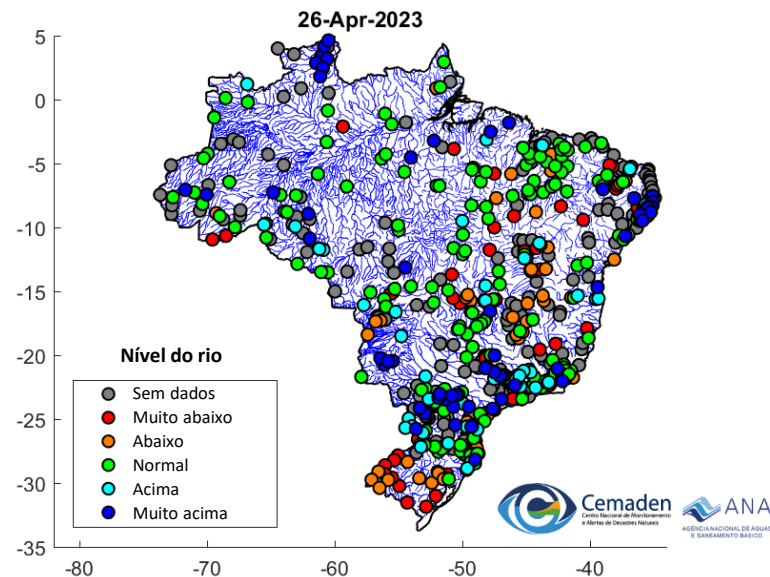 26-Apr-2023
5
0
-5
-10
-15
-20
-25
-30
-35
-80
-70
-60
-50
-40
Nível do rio
Sem dados
Muito abaixo
Abaixo
Normal
Acima
Muito acima
Cemaden
Centro Nacional de Monitoramento
e Alertas de Desastres Naturais
ANA
AGÊNCIA NACIONAL DE ÁGUAS
E SANEAMENTO BÁSICO